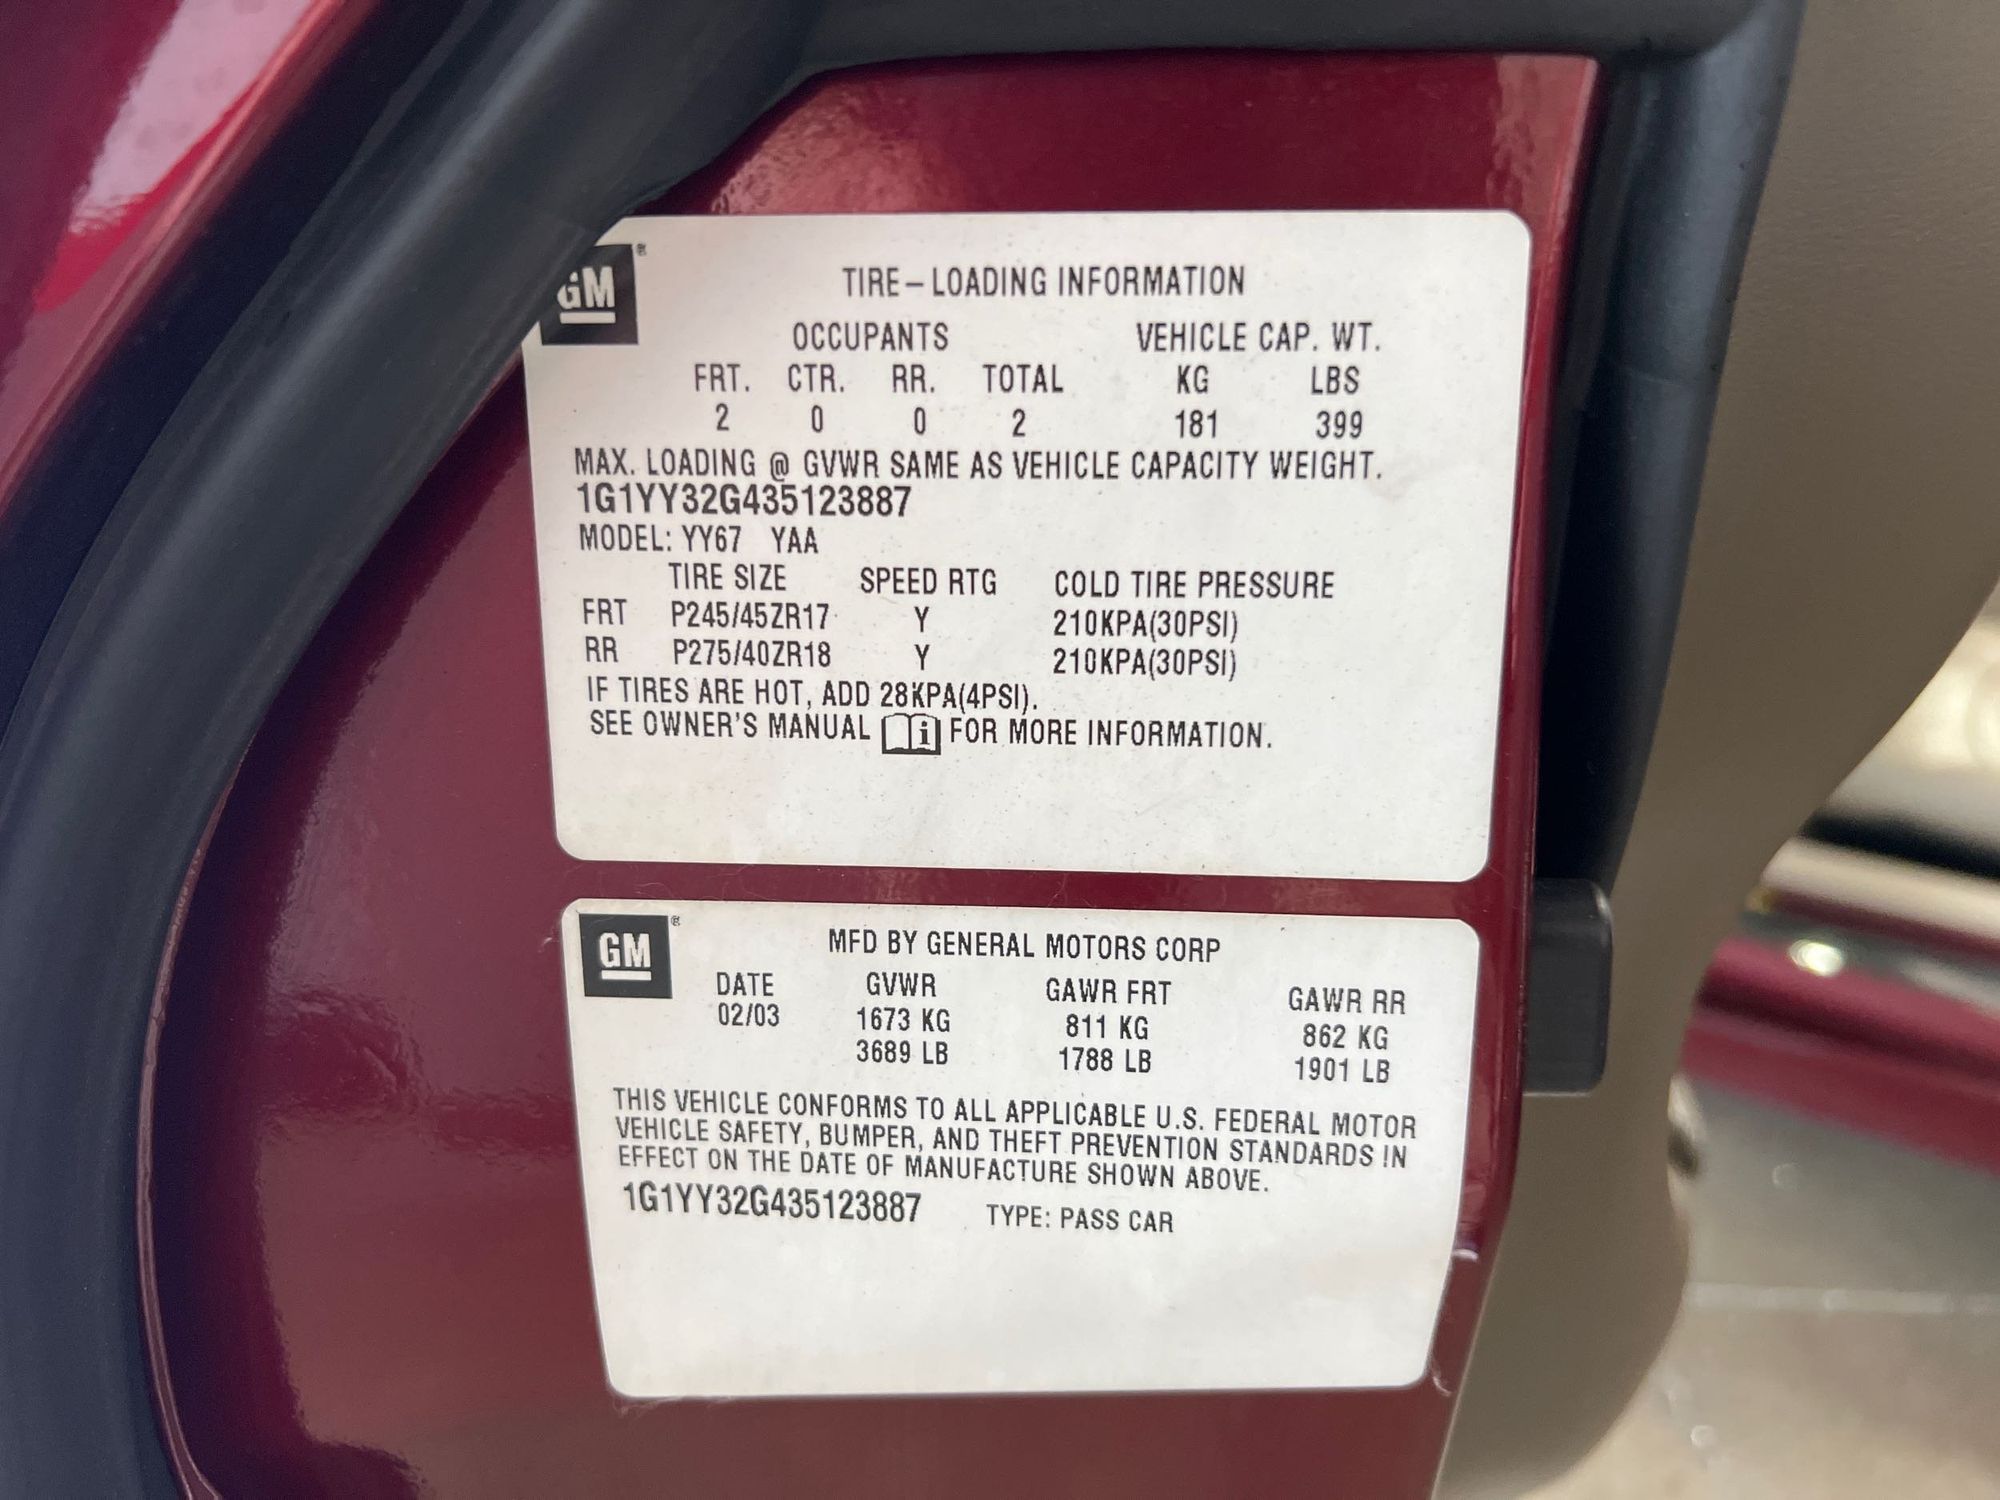 GM ®
TIRE–LOADING INFORMATION
OCCUPANTS VEHICLE CAP. WT.
FRT. CTR. RR. TOTAL KG LBS
2 0 0 2 181 399
MAX. LOADING @ GVWR SAME AS VEHICLE CAPACITY WEIGHT.
1G1YY32G435123887
MODEL: YY67 YAA
TIRE SIZE SPEED RTG COLD TIRE PRESSURE
FRT P245/45ZR17 Y 210KPA(30PSI)
RR P275/40ZR18 Y 210KPA(30PSI)
IF TIRES ARE HOT, ADD 28KPA(4PSI).
SEE OWNER'S MANUAL i FOR MORE INFORMATION.
GM ®
MFD BY GENERAL MOTORS CORP
DATE GVWR GAWR FRT GAWR RR
02/03 1673 KG 811 KG 862 KG
3689 LB 1788 LB 1901 LB
THIS VEHICLE CONFORMS TO ALL APPLICABLE U.S. FEDERAL MOTOR
VEHICLE SAFETY, BUMPER, AND THEFT PREVENTION STANDARDS IN
EFFECT ON THE DATE OF MANUFACTURE SHOWN ABOVE.
1G1YY32G435123887 TYPE: PASS CAR